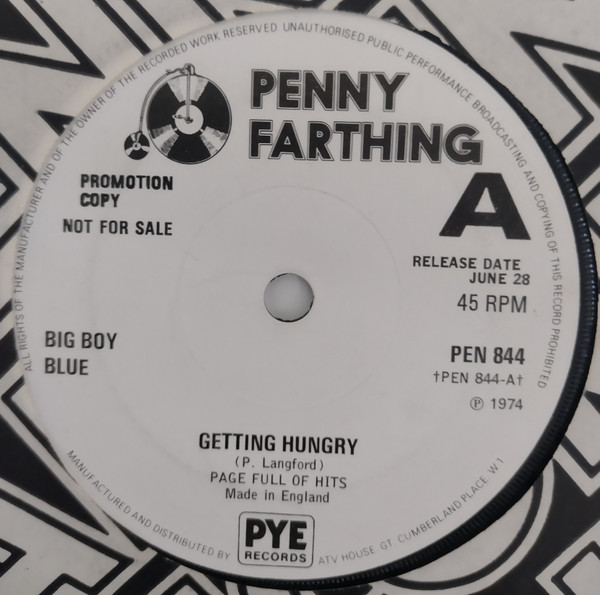 ALL RIGHTS OF THE MANUFACTURER AND OF THE OWNER OF THE RECORDED WORK RESERVED UNAUTHORISED PUBLIC PERFORMANCE BROADCASTING AND COPYING OF THIS RECORD PROHIBITED
PENNY
FARTHING
A
PROMOTION
COPY
NOT FOR SALE
RELEASE DATE
JUNE 28
45 RPM
BIG BOY
BLUE
PEN 844
†PEN 844-A†
℗ 1974
GETTING HUNGRY
(P. Langford)
PAGE FULL OF HITS
Made in England
PYE
RECORDS
MANUFACTURED AND DISTRIBUTED BY
ATV HOUSE GT CUMBERLAND PLACE W1